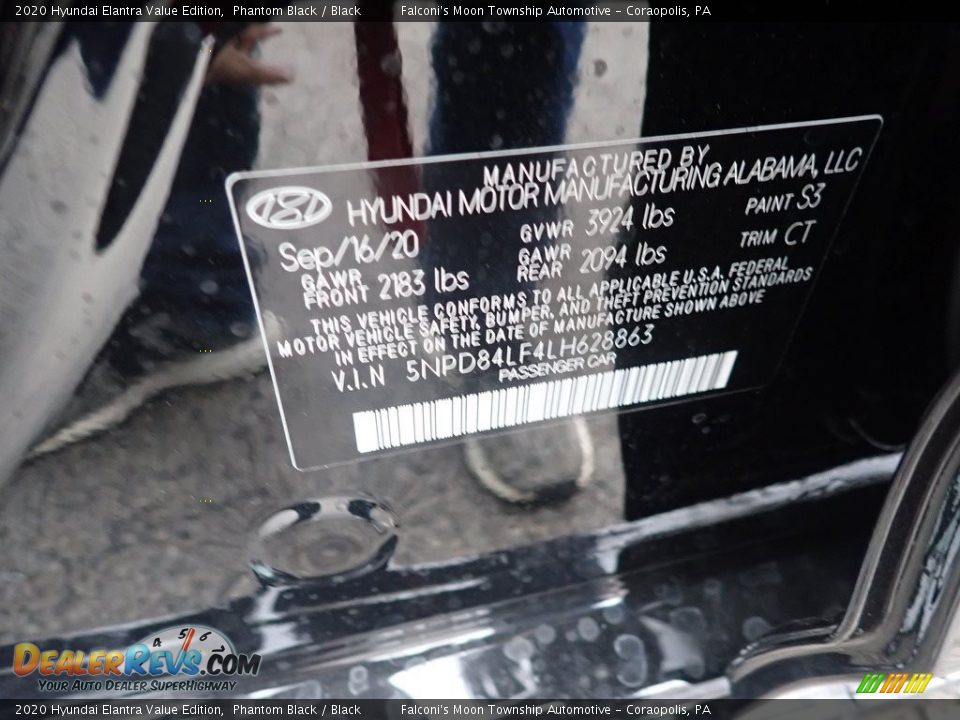 2020 Hyundai Elantra Value Edition, Phantom Black / Black Falconi's Moon Township Automotive - Coraopolis, PA
MANUFACTURED BY
HYUNDAI MOTOR MANUFACTURING ALABAMA, LLC
Sep/16/20 GVWR 3924 lbs PAINT S3
GAWR FRONT 2183 lbs GAWR REAR 2094 lbs TRIM CT
THIS VEHICLE CONFORMS TO ALL APPLICABLE U.S.A. FEDERAL
MOTOR VEHICLE SAFETY, BUMPER, AND THEFT PREVENTION STANDARDS
IN EFFECT ON THE DATE OF MANUFACTURE SHOWN ABOVE
V.I.N 5NPD84LF4LH628863
PASSENGER CAR
4 5 6
DEALERREVS.COM
YOUR AUTO DEALER SUPERHIGHWAY
2020 Hyundai Elantra Value Edition, Phantom Black / Black Falconi's Moon Township Automotive - Coraopolis, PA